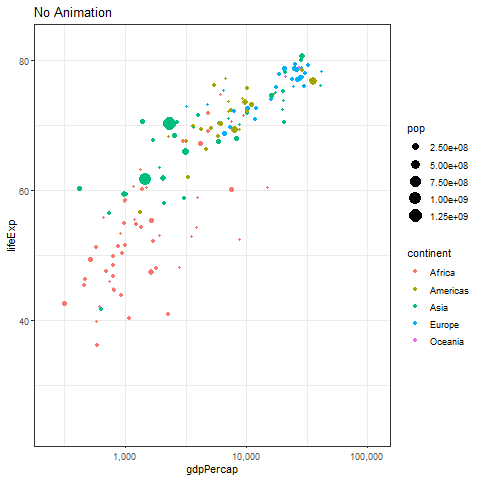 No Animation
lifeExp
80
60
40
1,000
10,000
100,000
gdpPercap
pop
2.50e+08
5.00e+08
7.50e+08
1.00e+09
1.25e+09
continent
Africa
Americas
Asia
Europe
Oceania